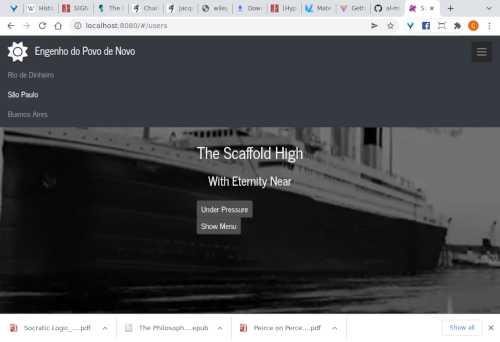 Histo
SIGN
The I
Char
Jacq
wiley
Dow
[Hyp
Mate
Getti
al-m
S
localhost:8080/#/users
C
Engenho do Povo de Novo
Rio de Dinheiro
São Paulo
Buenos Aires
The Scaffold High
With Eternity Near
Under Pressure
Show Menu
Socratic Logic_....pdf
The Philosoph....epub
Peirce on Perce....pdf
Show all